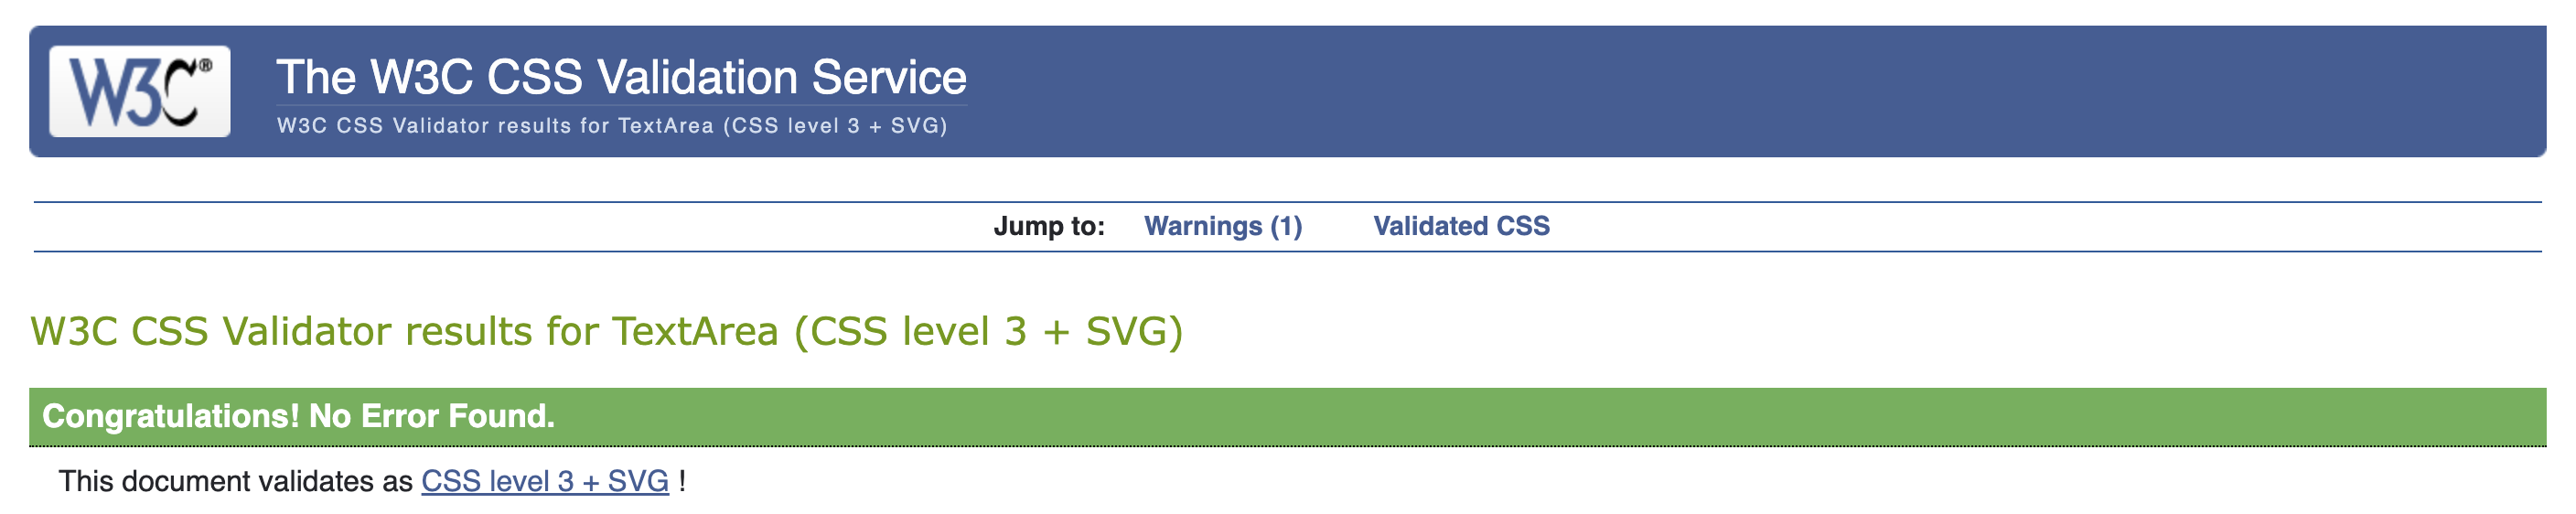 W3C®
The W3C CSS Validation Service
W3C CSS Validator results for TextArea (CSS level 3 + SVG)
Jump to: Warnings (1) Validated CSS
W3C CSS Validator results for TextArea (CSS level 3 + SVG)
Congratulations! No Error Found.
This document validates as CSS level 3 + SVG !